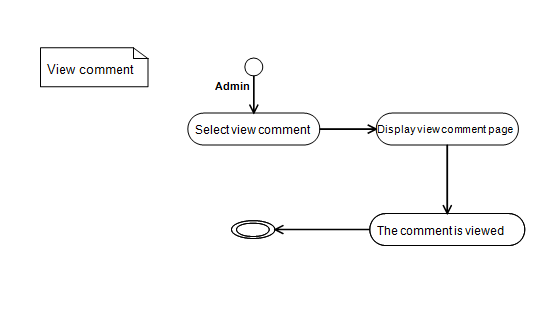 View comment
Admin
Select view comment
Display view comment page
The comment is viewed